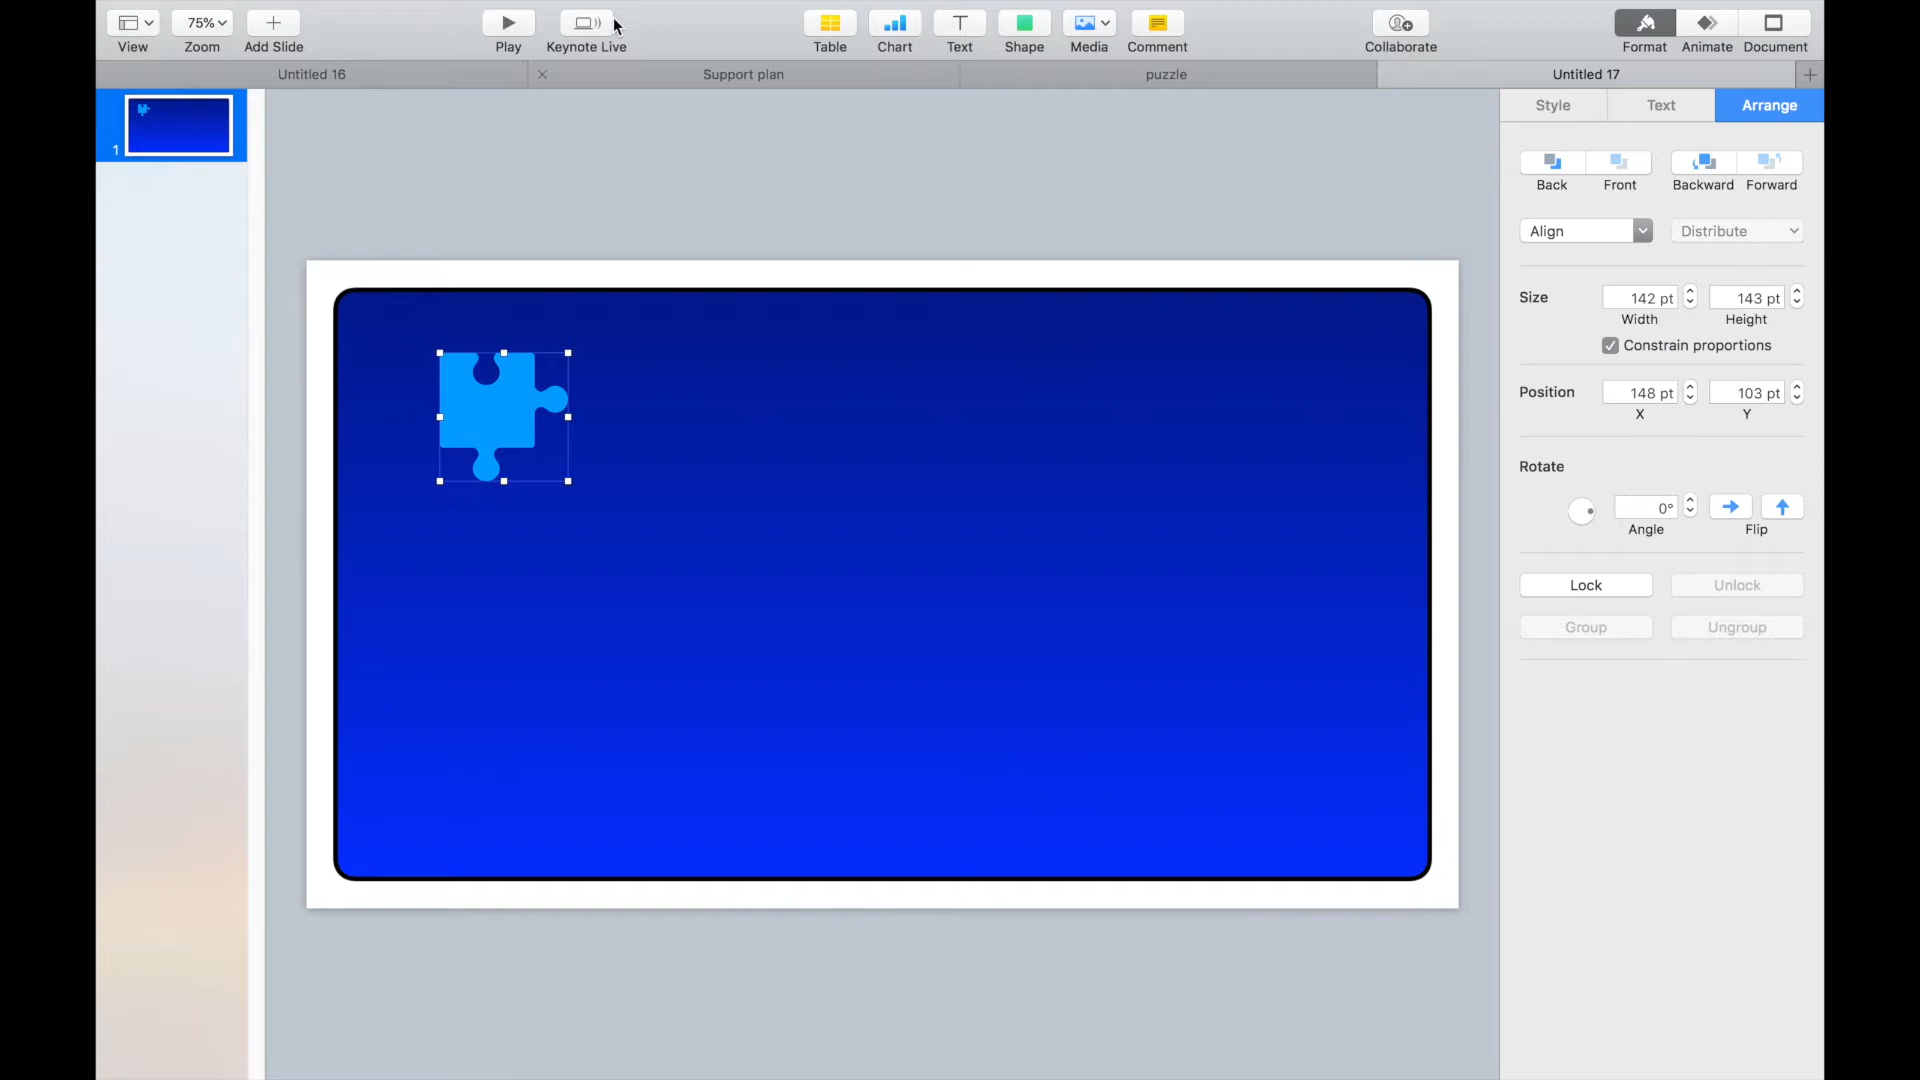 75%
View
Zoom
Add Slide
Play
Keynote Live
Table
Chart
Text
Shape
Media
Comment
Collaborate
Format
Animate
Document
Untitled 16
Support plan
puzzle
Untitled 17
1
Style
Text
Arrange
Back
Front
Backward
Forward
Align
Distribute
Size
142 pt
143 pt
Width
Height
Constrain proportions
Position
148 pt
103 pt
X
Y
Rotate
0°
Angle
Flip
Lock
Unlock
Group
Ungroup